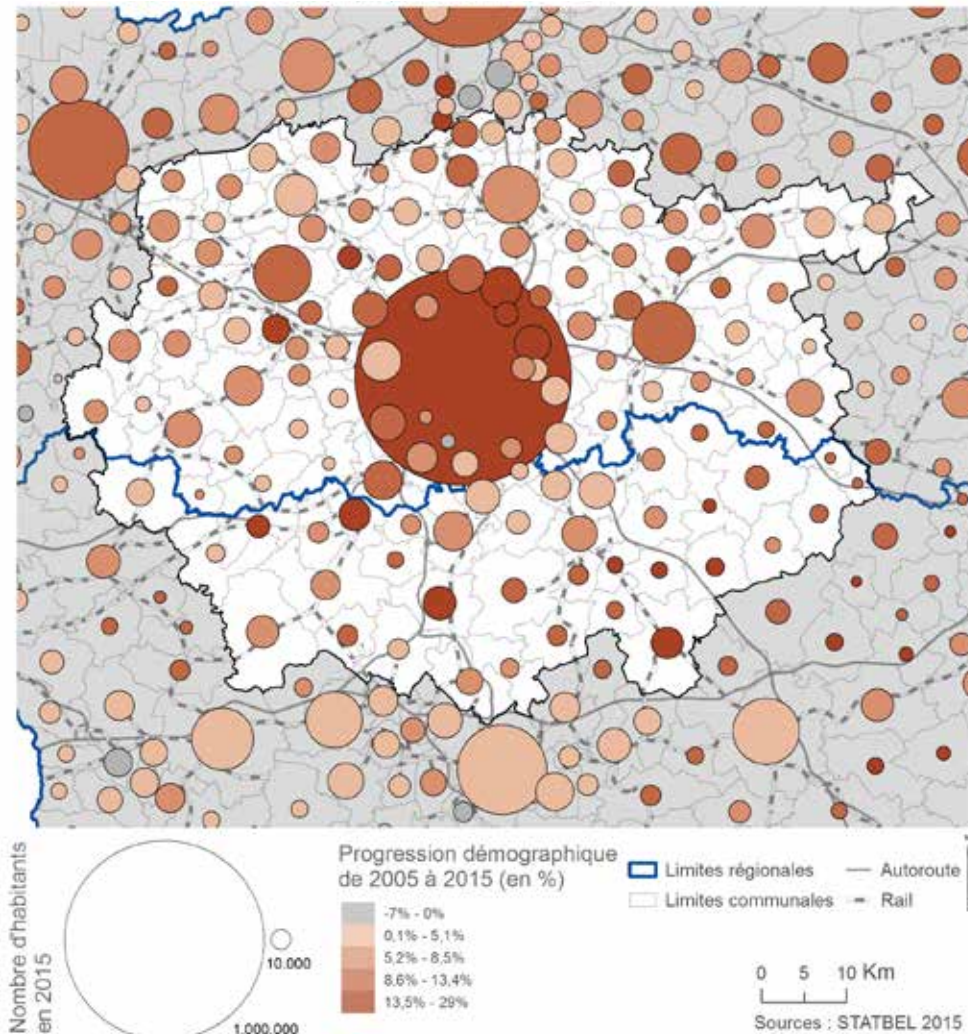 Nombre d'habitants
en 2015
10.000
1.000.000
Progression démographique
de 2005 à 2015 (en %)
-7% - 0%
0,1% - 5,1%
5,2% - 8,5%
8,6% - 13,4%
13,5% - 29%
Limites régionales
Limites communales
Autoroute
Rail
0 5 10 Km
Sources : STATBEL 2015